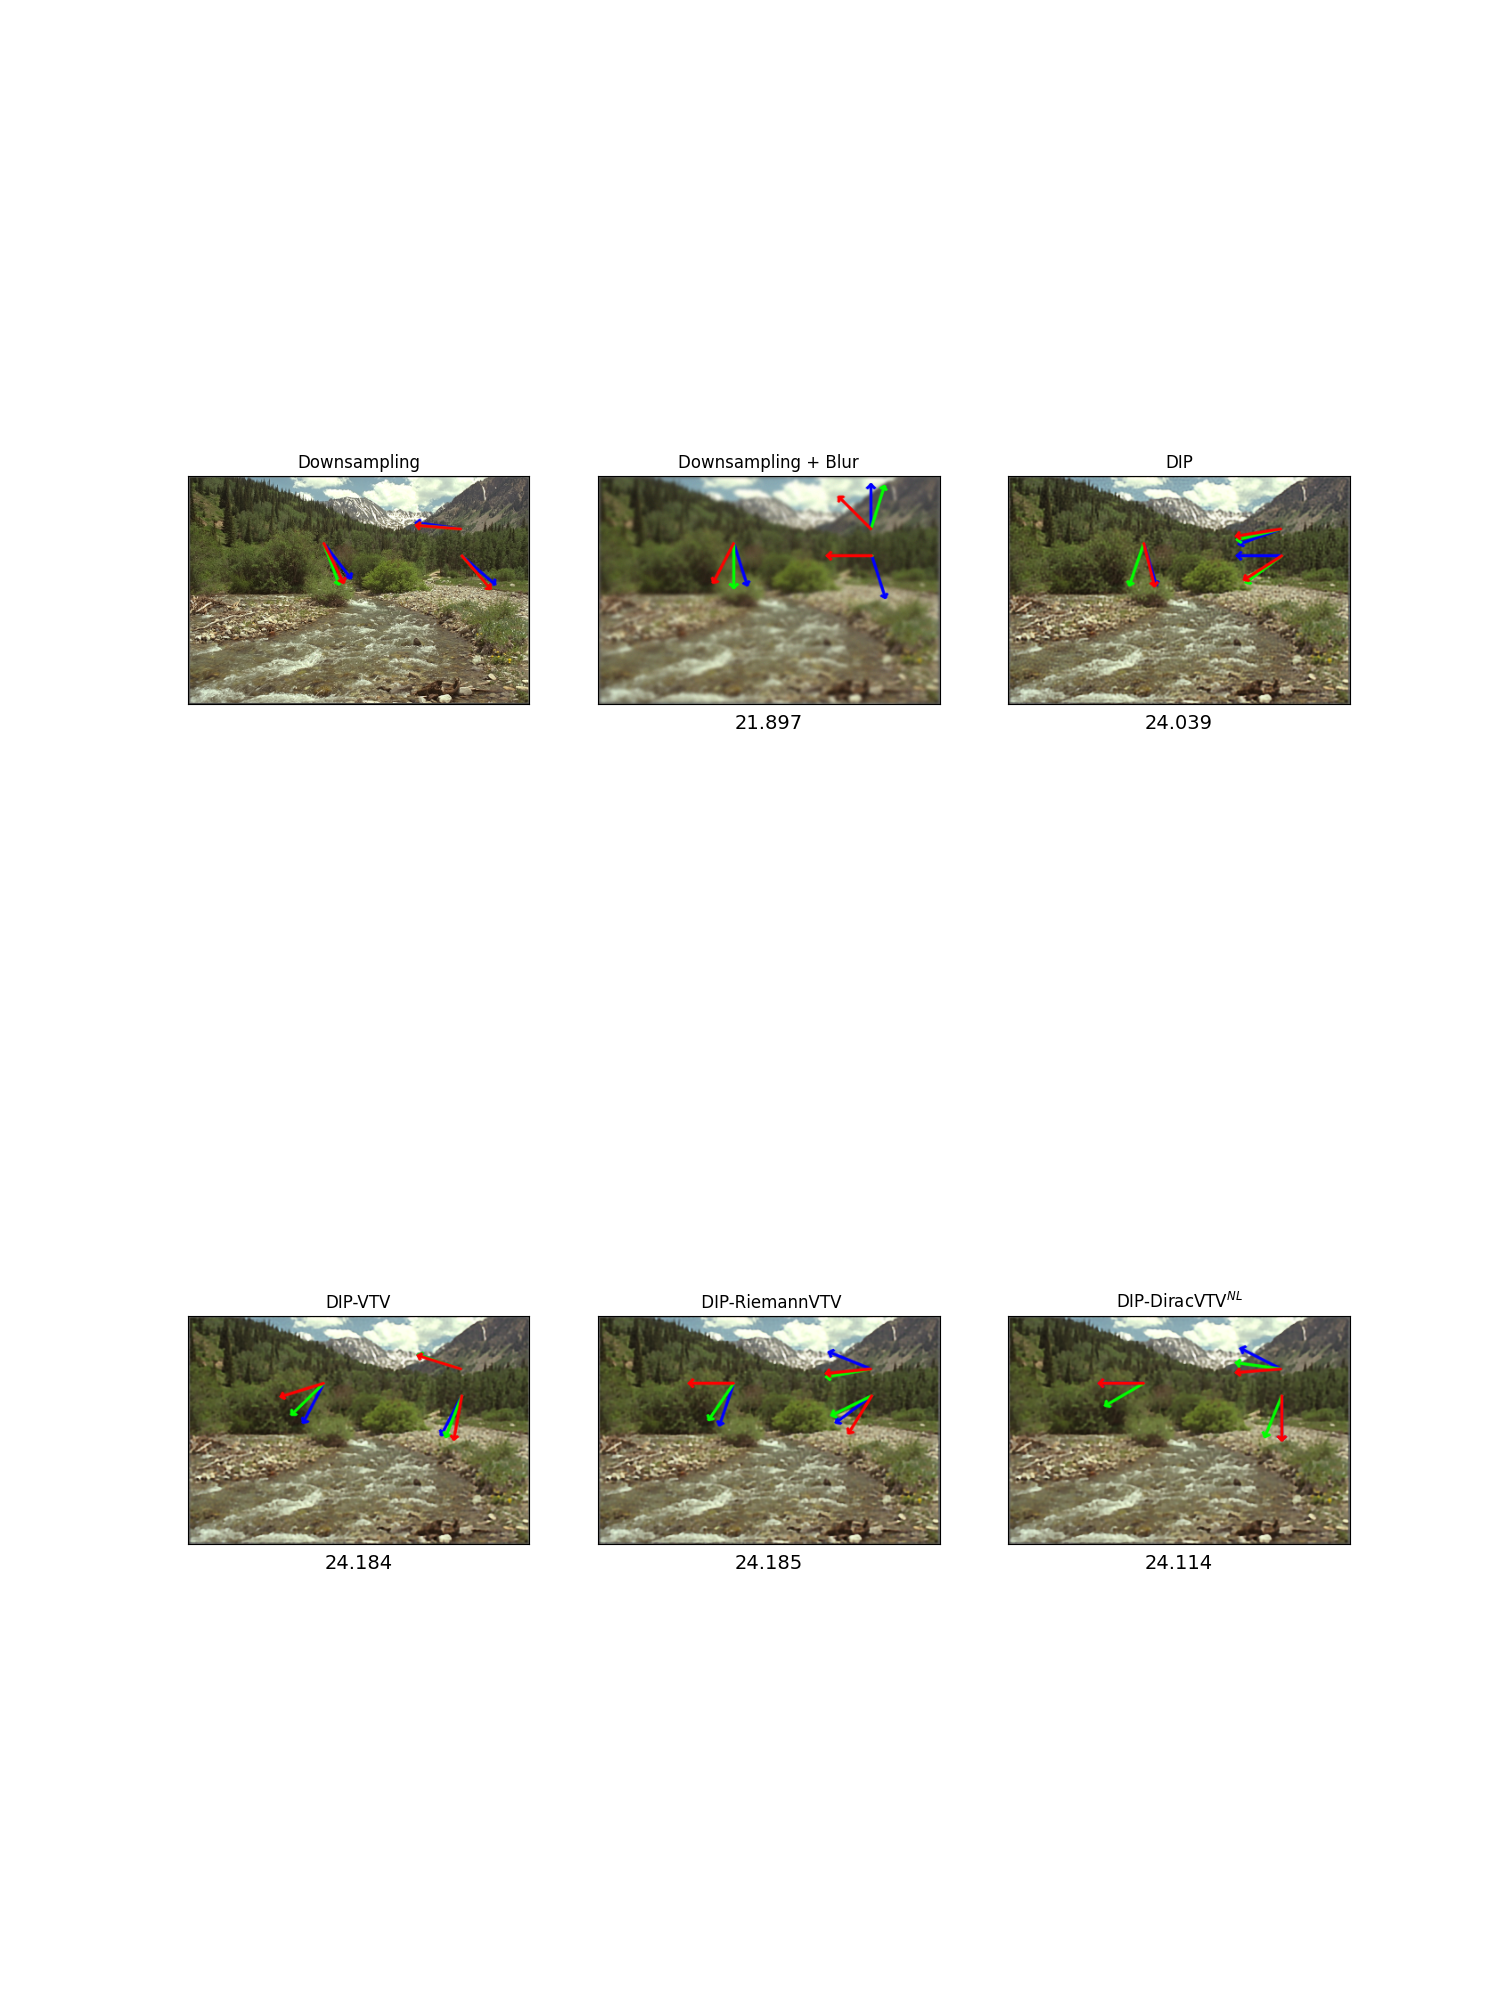 Downsampling
Downsampling + Blur
DIP
21.897
24.039
DIP-VTV
DIP-RiemannVTV
DIP-DiracVTV^{NL}
24.184
24.185
24.114